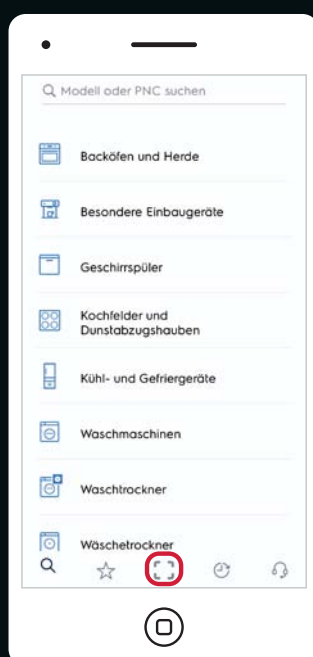 Modell oder PNC suchen
Backöfen und Herde
Besondere Einbaugeräte
Geschirrspüler
Kochfelder und
Dunstabzugshauben
Kühl- und Gefriergeräte
Waschmaschinen
Waschtrockner
Wäschetrockner